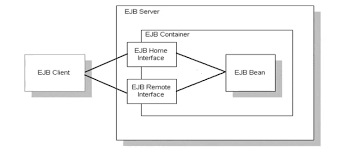 EJB Server
EJB Container
EJB Home
Interface
EJB Client
EJB Bean
EJB Remote
Interface